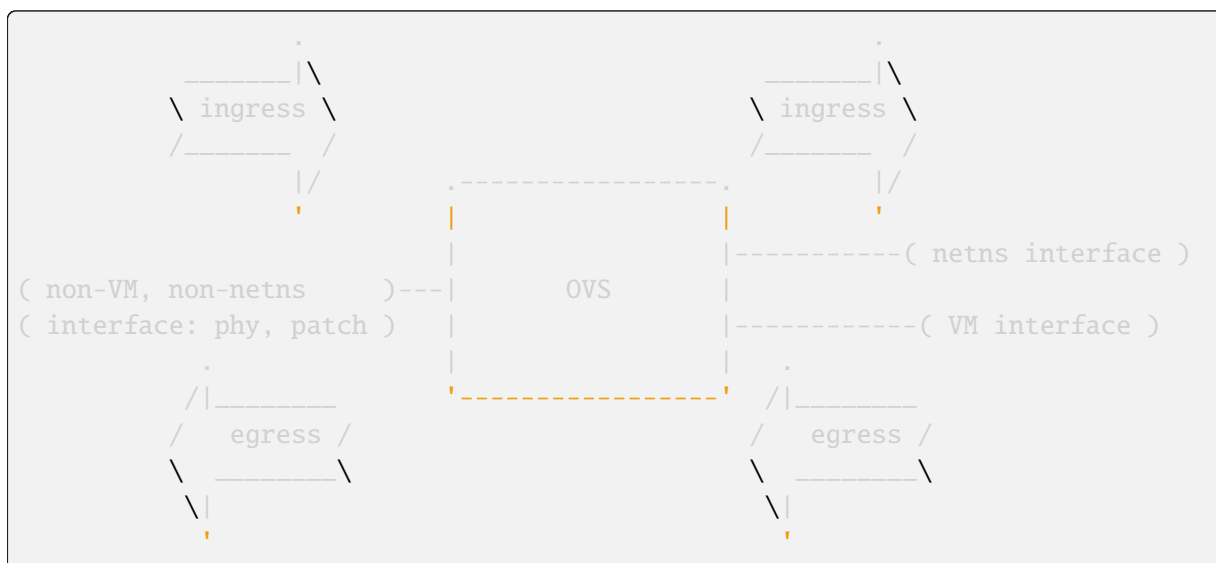 ingress ingress
( netns interface )
( non-VM, non-netns ) OVS
( interface: phy, patch ) ( VM interface )
egress egress